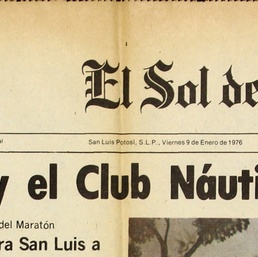 El Sol de
San Luis Potosí, S.L.P., Viernes 9 de Enero de 1976
y el Club Náuti
del Maratón
ra San Luis a